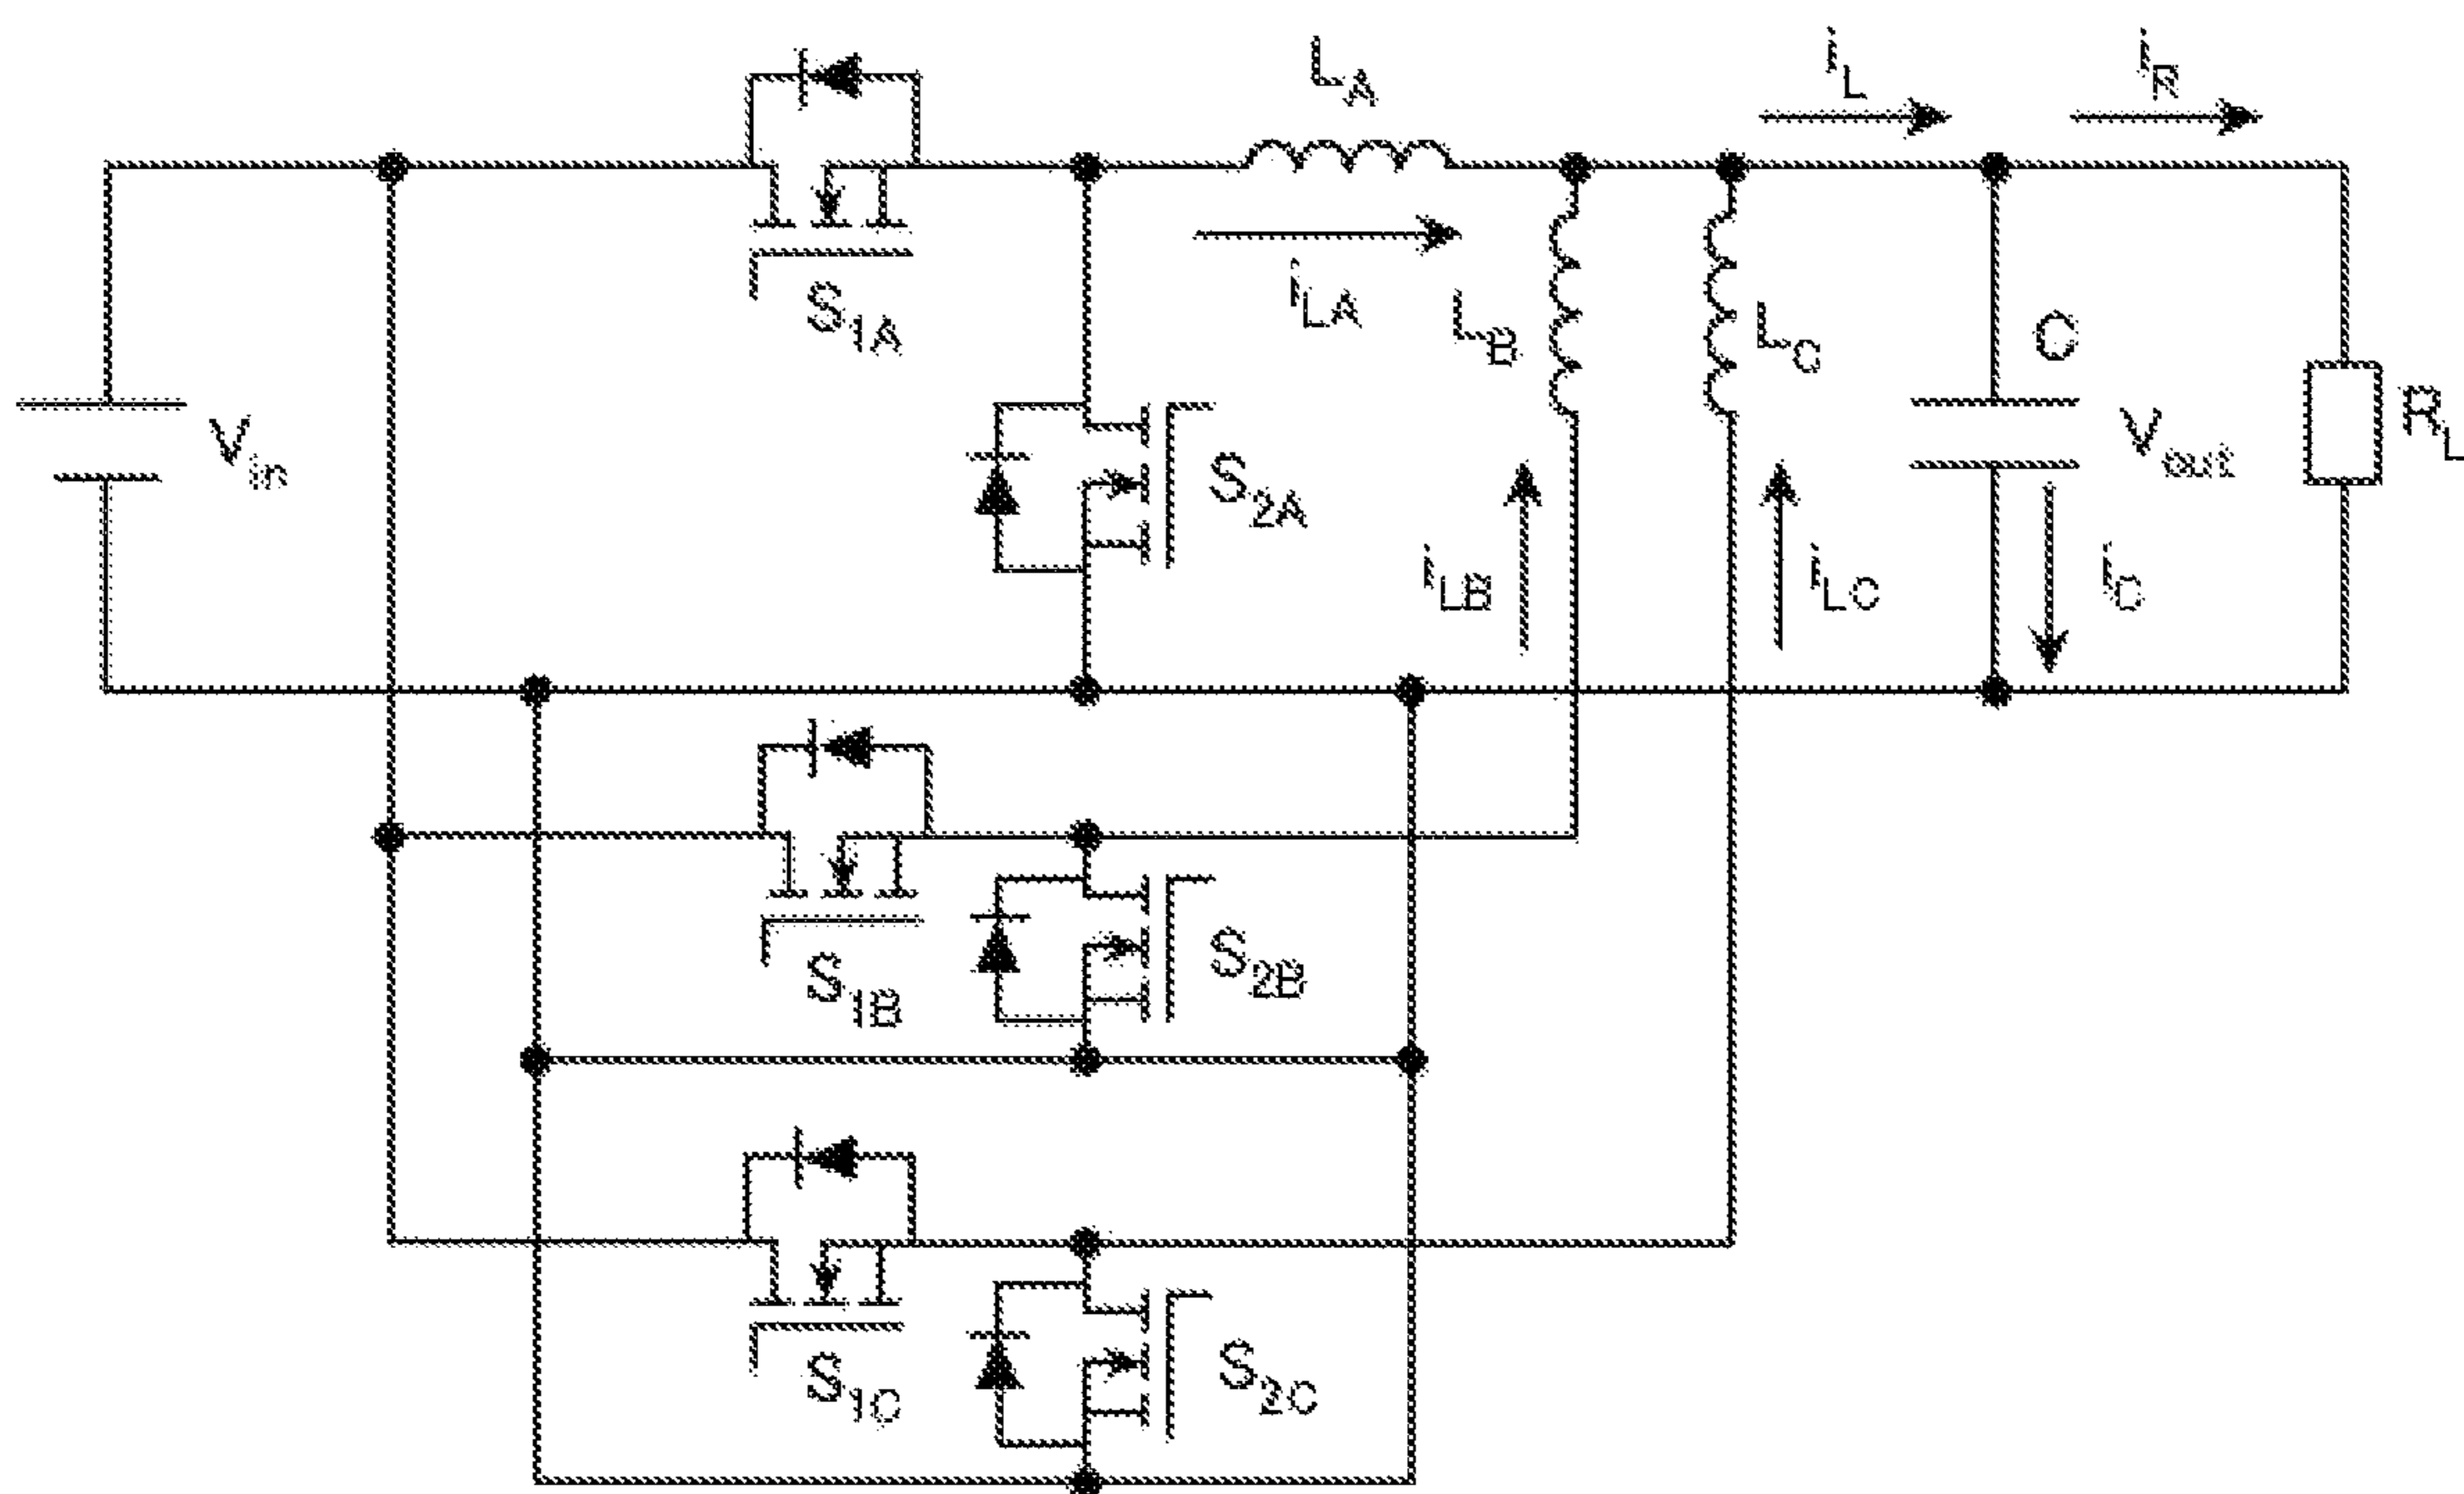 L_A
i_L
i_R
S_1A
i_LA
L_B
L_C
C
V_in
V_out
R_L
S_2A
i_LB
i_LC
i_C
S_1B
S_2B
S_1C
S_2C